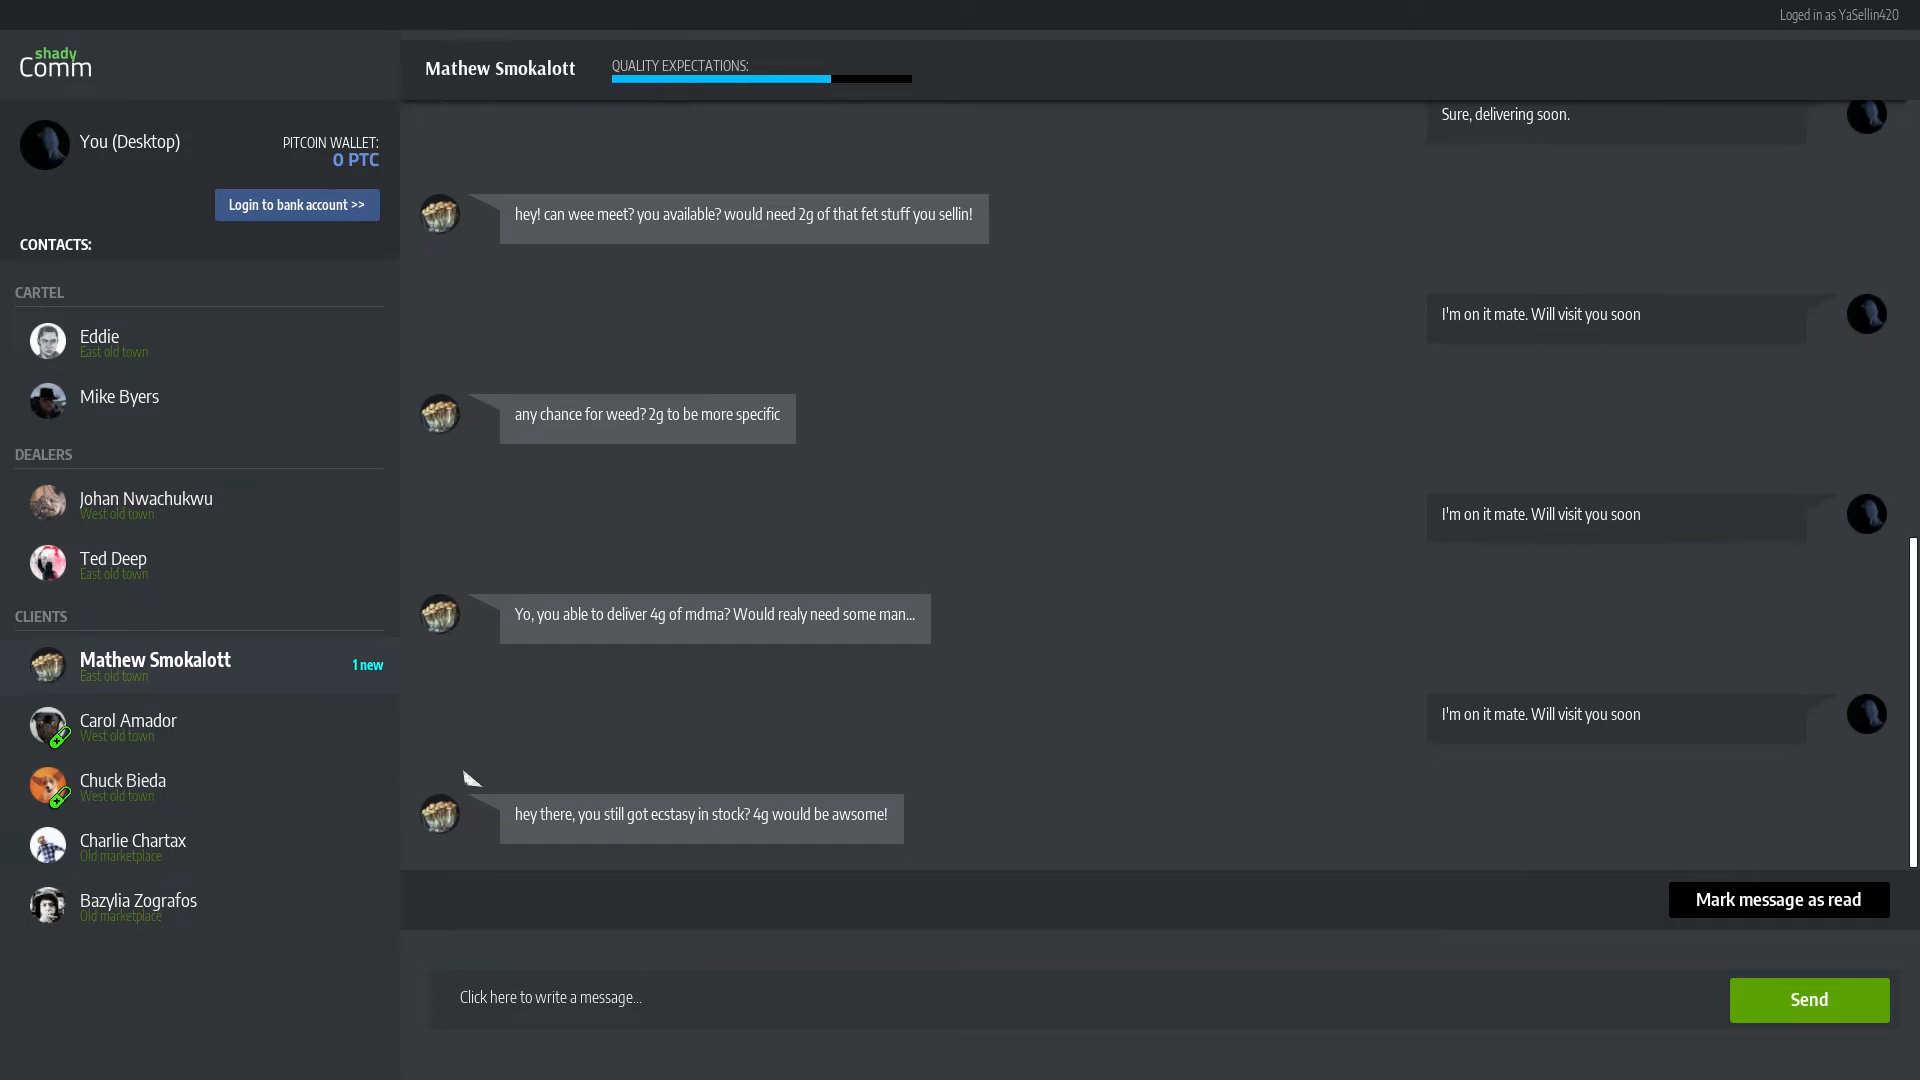 Loged in as YaSellin420
shady
Comm
Mathew Smokalott
QUALITY EXPECTATIONS:
You (Desktop)
PITCOIN WALLET:
0 PTC
Login to bank account >>
CONTACTS:
CARTEL
Eddie
East old town
Mike Byers
DEALERS
Johan Nwachukwu
West old town
Ted Deep
East old town
CLIENTS
Mathew Smokalott
East old town
1 new
Carol Amador
West old town
Chuck Bieda
West old town
Charlie Chartax
Old marketplace
Bazylia Zografos
Old marketplace
Sure, delivering soon.
hey! can wee meet? you available? would need 2g of that fet stuff you sellin!
I'm on it mate. Will visit you soon
any chance for weed? 2g to be more specific
I'm on it mate. Will visit you soon
Yo, you able to deliver 4g of mdma? Would realy need some man...
I'm on it mate. Will visit you soon
hey there, you still got ecstasy in stock? 4g would be awsome!
Mark message as read
Click here to write a message...
Send